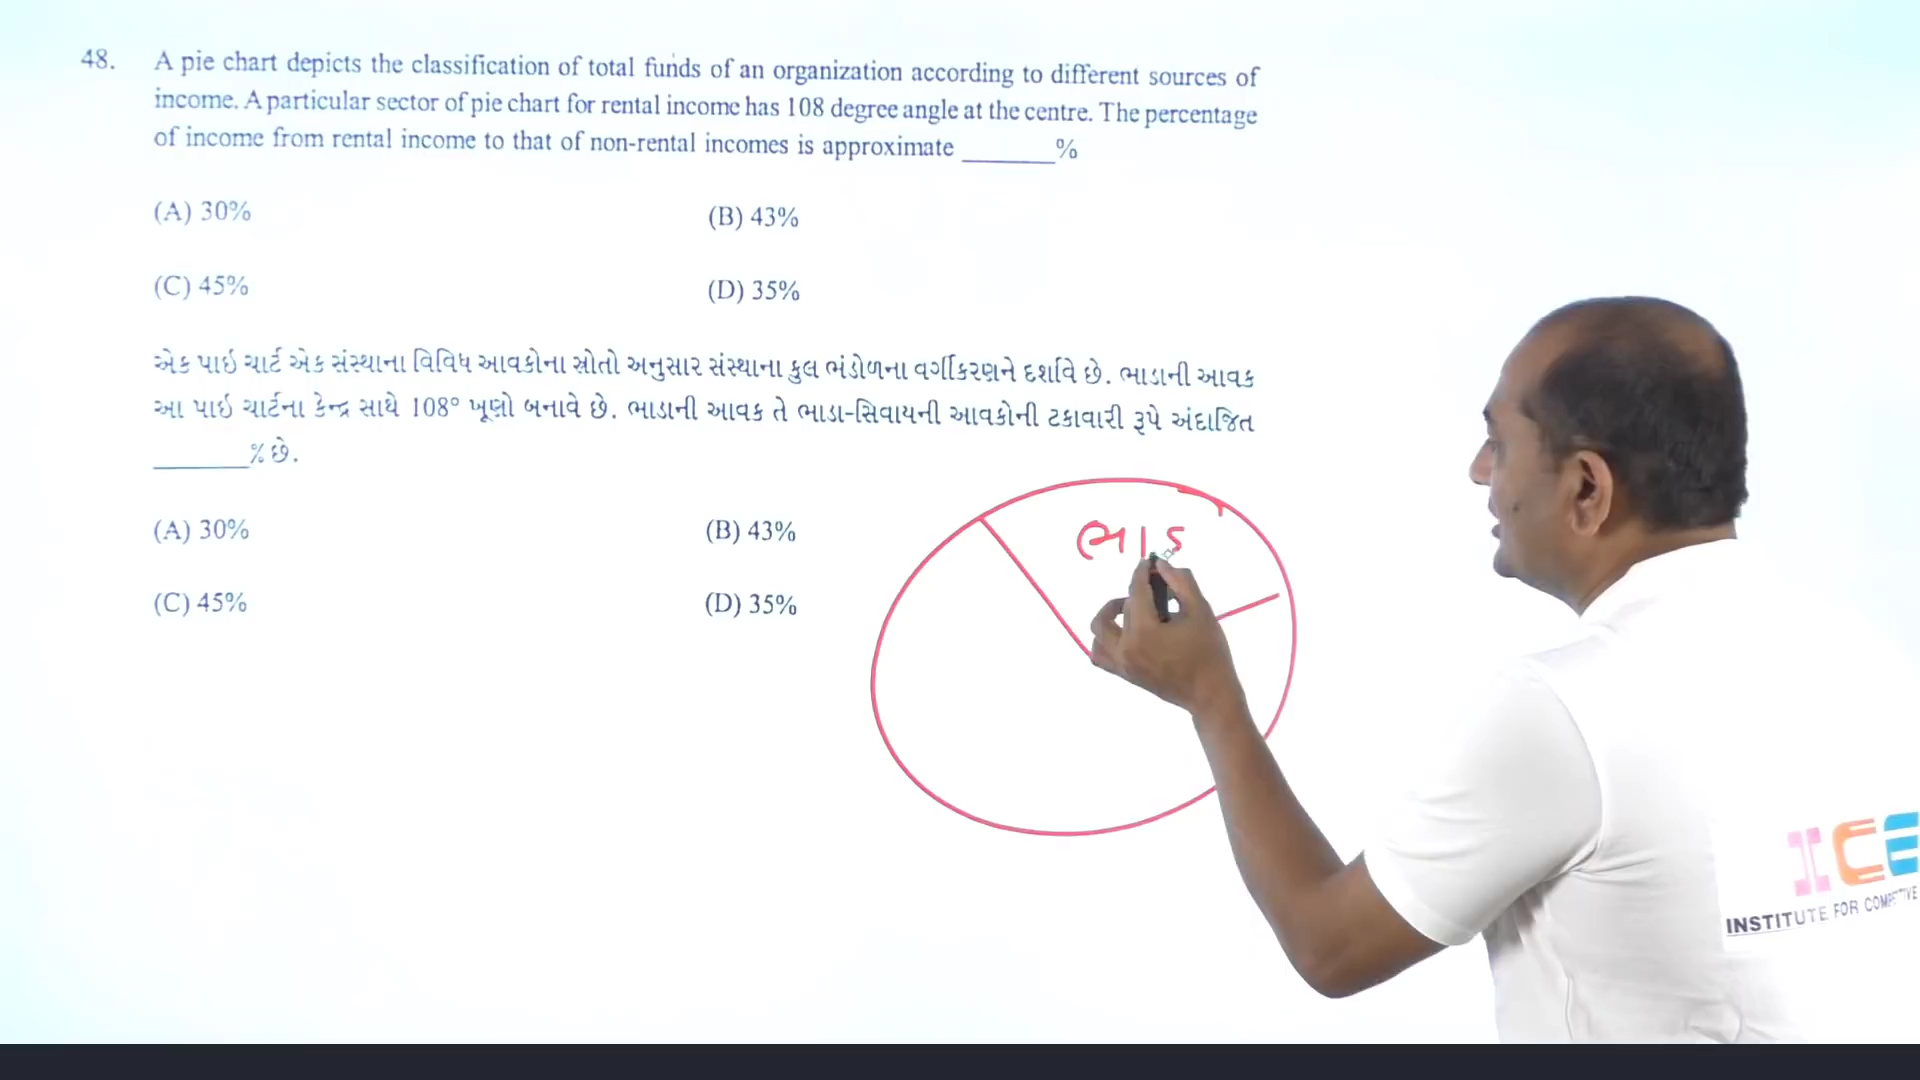 48. A pie chart depicts the classification of total funds of an organization according to different sources of
income. A particular sector of pie chart for rental income has 108 degree angle at the centre. The percentage
of income from rental income to that of non-rental incomes is approximate _______%
(A) 30% (B) 43%
(C) 45% (D) 35%
એક પાઇ ચાર્ટ એક સંસ્થાના વિવિધ આવકોના સ્રોતો અનુસાર સંસ્થાના કુલ ભંડોળના વર્ગીકરણને દર્શાવે છે. ભાડાની આવક
આ પાઇ ચાર્ટના કેન્દ્ર સાથે 108° ખૂણો બનાવે છે. ભાડાની આવક તે ભાડા-સિવાયની આવકોની ટકાવારી રૂપે અંદાજિત
_______% છે.
(A) 30% (B) 43%
(C) 45% (D) 35%
ભાડ
ICE
INSTITUTE FOR